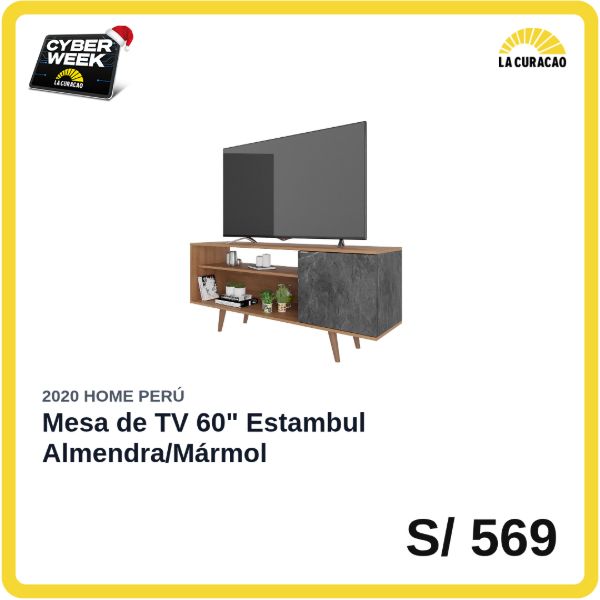 CYBER
WEEK
LA CURACAO
LA CURACAO
2020 HOME PERÚ
Mesa de TV 60" Estambul
Almendra/Mármol
S/ 569